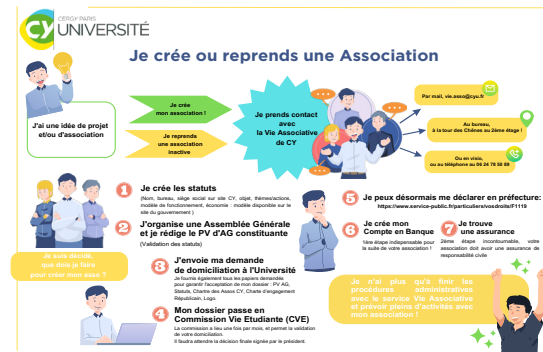 CERGY PARIS
CY UNIVERSITÉ
Je crée ou reprends une Association
J'ai une idée de projet
et/ou d'association
Je crée
mon association !
Je reprends
une association
inactive
Je prends contact
avec
la Vie Associative
de CY
Par mail, vie.asso@cyu.fr
Au bureau,
à la tour des Chênes au 2ème étage !
Ou en visio,
ou au téléphone au 06 24 78 50 89
Je suis décidé,
que dois-je faire
pour créer mon asso ?
1 Je crée les statuts
(Nom, bureau, siège social sur site CY, objet, thèmes/actions,
modèle de fonctionnement, économie : modèle disponible sur le
site du gouvernement )
2 J'organise une Assemblée Générale
et je rédige le PV d'AG constituante
(Validation des statuts)
3 J'envoie ma demande
de domiciliation à l'Université
Je fournis également tous les papiers demandés
pour garantir l'acceptation de mon dossier : PV AG,
Statuts, Charte des Assos CY, Charte d'engagement
Républicain, Logo
4 Mon dossier passe en
Commission Vie Etudiante (CVE)
La commission a lieu une fois par mois, et permet la validation
de votre domiciliation.
Il faudra attendre la décision finale signée par le président.
5 Je peux désormais me déclarer en préfecture:
https://www.service-public.fr/particuliers/vosdroits/F1119
6 Je crée mon
Compte en Banque
1ère étape indispensable pour
la suite de votre association !
7 Je trouve
une assurance
2ème étape incontournable, votre
association doit avoir une assurance de
responsabilité civile
Je n'ai plus qu'à finir les
procédures administratives
avec le service Vie Associative
et prévoir pleins d'activités avec
mon association !